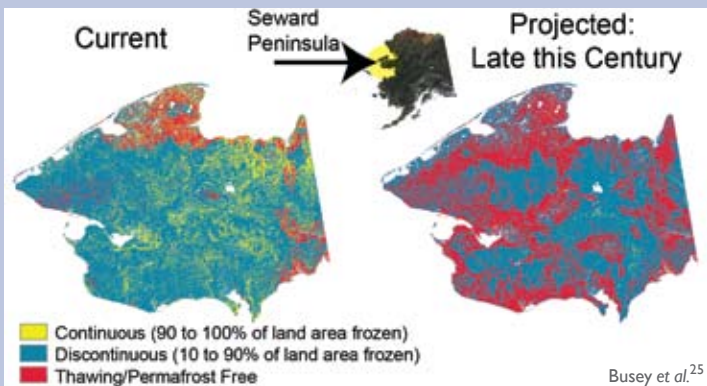 Current
Seward
Peninsula
Projected:
Late this Century
Continuous (90 to 100% of land area frozen)
Discontinuous (10 to 90% of land area frozen)
Thawing/Permafrost Free
Busey et al.25